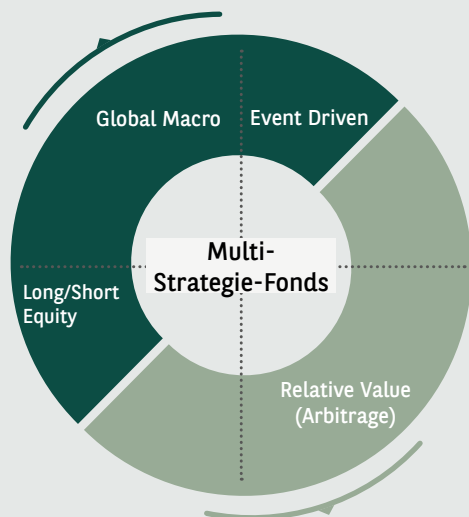 Global Macro
Event Driven
Multi-
Strategie-Fonds
Long/Short
Equity
Relative Value
(Arbitrage)